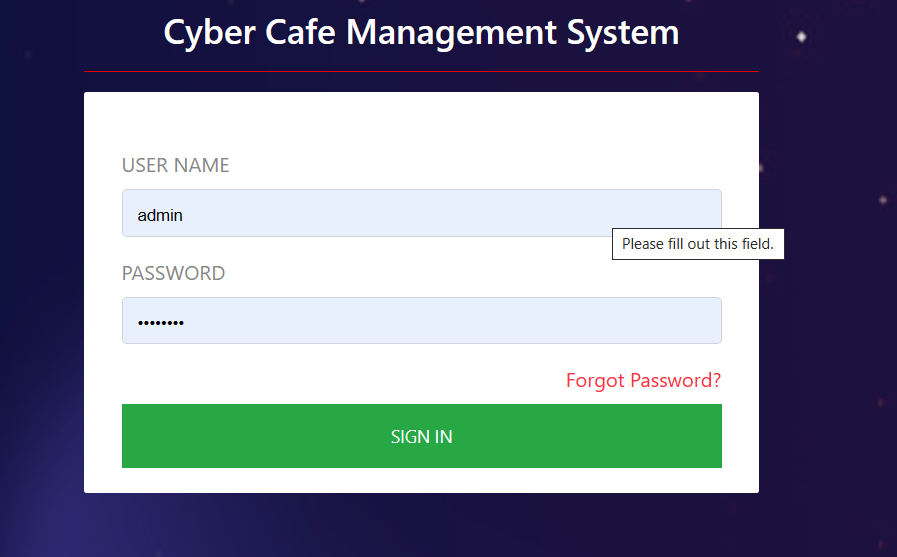 Cyber Cafe Management System
USER NAME
admin
Please fill out this field.
PASSWORD
••••••••
Forgot Password?
SIGN IN